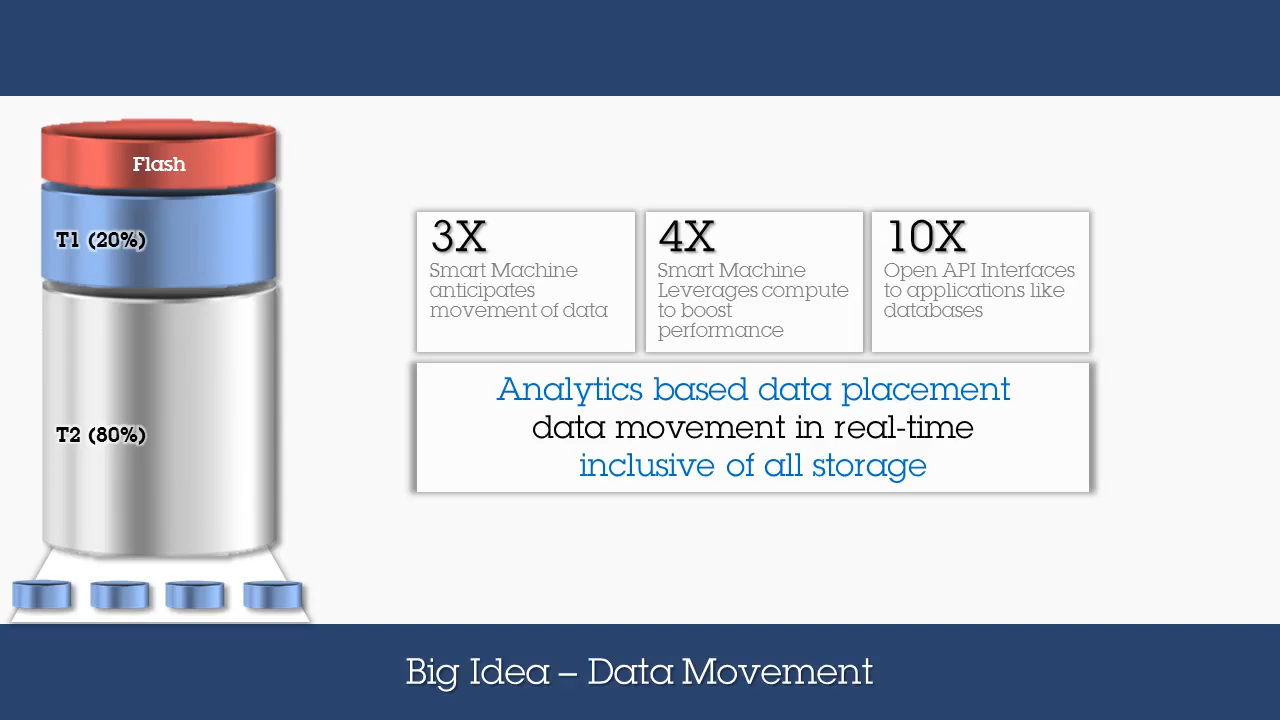 Flash
T1 (20%)
T2 (80%)
3X
Smart Machine
anticipates
movement of data
4X
Smart Machine
Leverages compute
to boost
performance
10X
Open API Interfaces
to applications like
databases
Analytics based data placement
data movement in real-time
inclusive of all storage
Big Idea – Data Movement